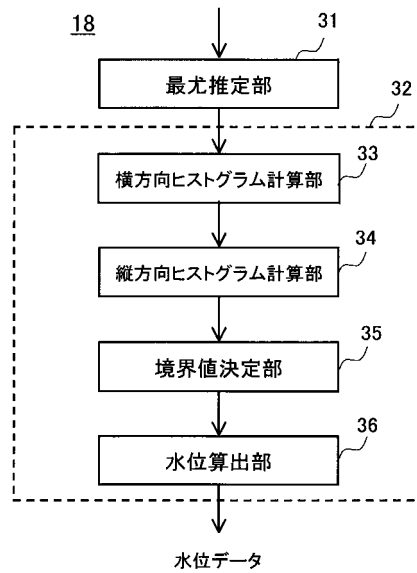 18
31
最尤推定部
32
33
横方向ヒストグラム計算部
34
縦方向ヒストグラム計算部
35
境界値決定部
36
水位算出部
水位データ